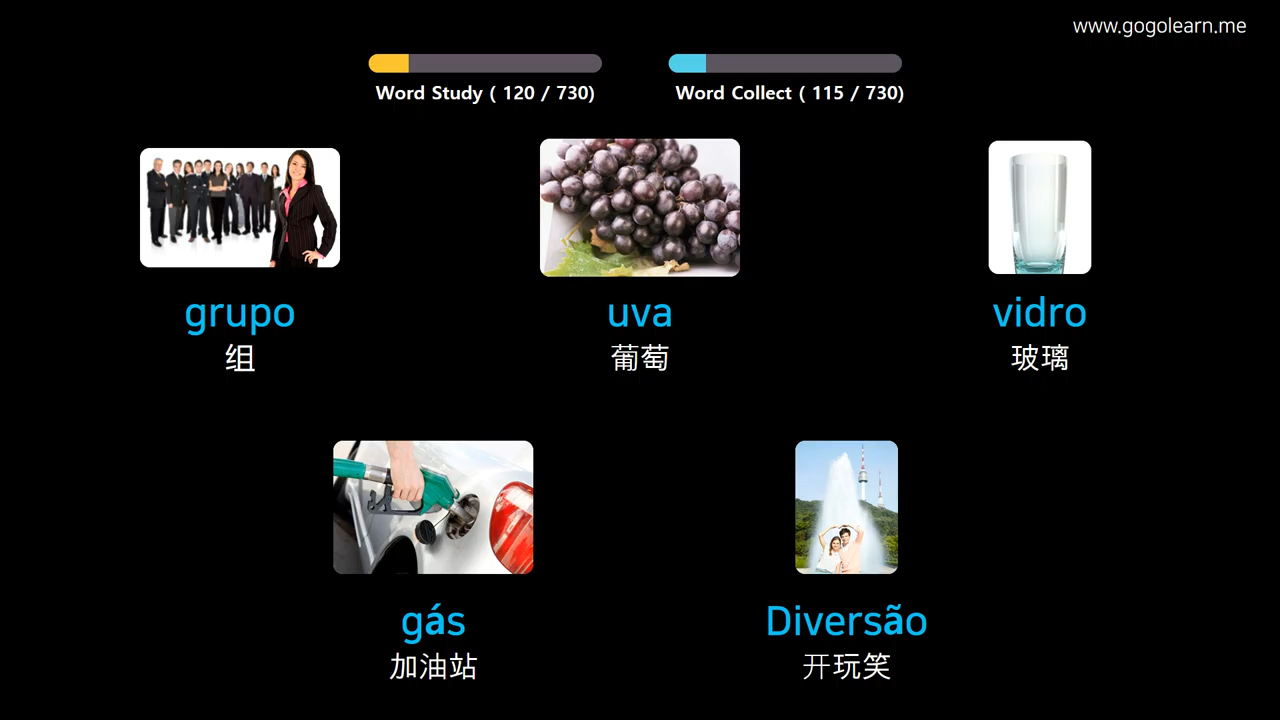 www.gogolearn.me
Word Study ( 120 / 730)
Word Collect ( 115 / 730)
grupo
组
uva
葡萄
vidro
玻璃
gás
加油站
Diversão
开玩笑